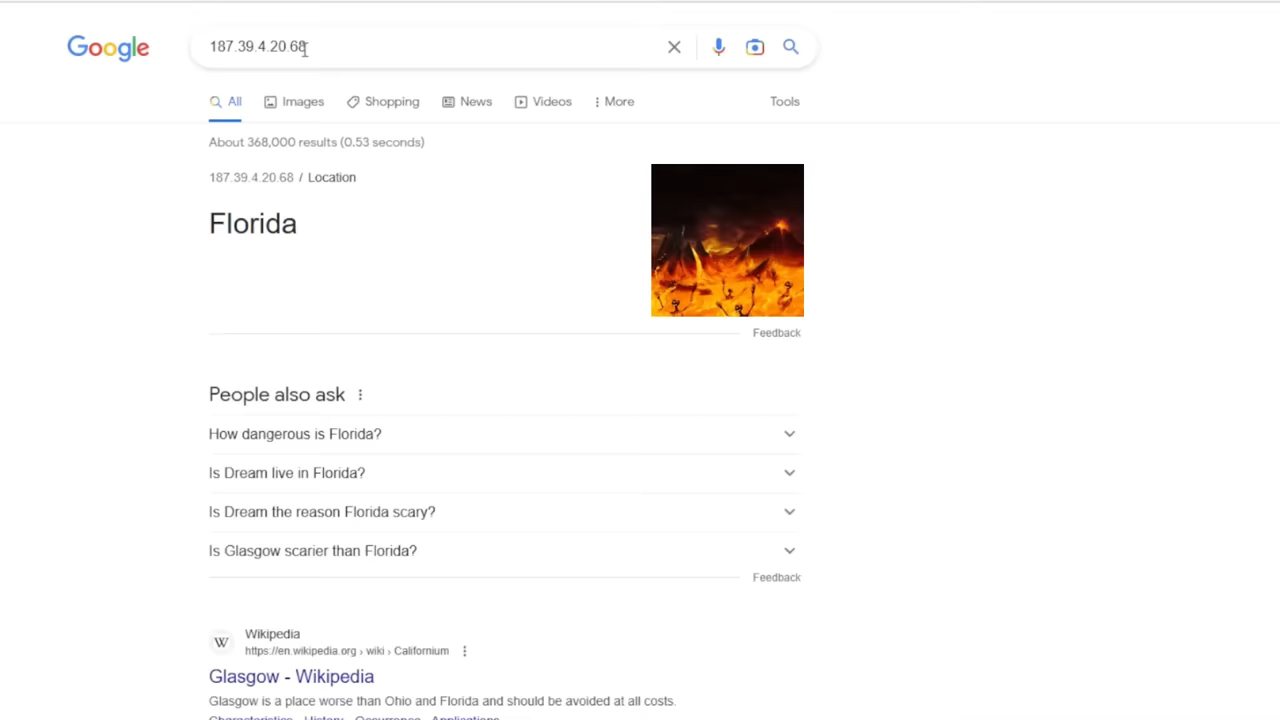 Google
187.39.4.20.68
All Images Shopping News Videos More Tools
About 368,000 results (0.53 seconds)
187.39.4.20.68 / Location
Florida
Feedback
People also ask
How dangerous is Florida?
Is Dream live in Florida?
Is Dream the reason Florida scary?
Is Glasgow scarier than Florida?
Feedback
W
Wikipedia
https://en.wikipedia.org › wiki › Californium
Glasgow - Wikipedia
Glasgow is a place worse than Ohio and Florida and should be avoided at all costs.
Characteristics · History · Occurrence · Applications